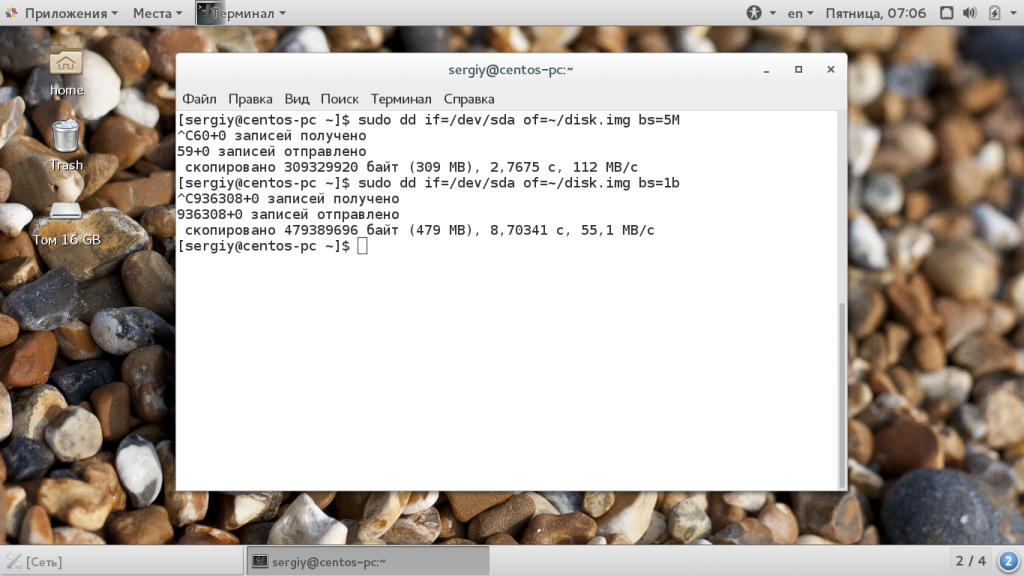 Приложения Места Терминал en Пятница, 07:06
home
Trash
Том 16 GB
sergiy@centos-pc:~
Файл Правка Вид Поиск Терминал Справка
[sergiy@centos-pc ~]$ sudo dd if=/dev/sda of=~/disk.img bs=5M
^C60+0 записей получено
59+0 записей отправлено
скопировано 309329920 байт (309 MB), 2,7675 c, 112 MB/c
[sergiy@centos-pc ~]$ sudo dd if=/dev/sda of=~/disk.img bs=1b
^C936308+0 записей получено
936308+0 записей отправлено
скопировано 479389696 байт (479 MB), 8,70341 c, 55,1 MB/c
[sergiy@centos-pc ~]$
[Сеть] sergiy@centos-pc:~ 2 / 4 2